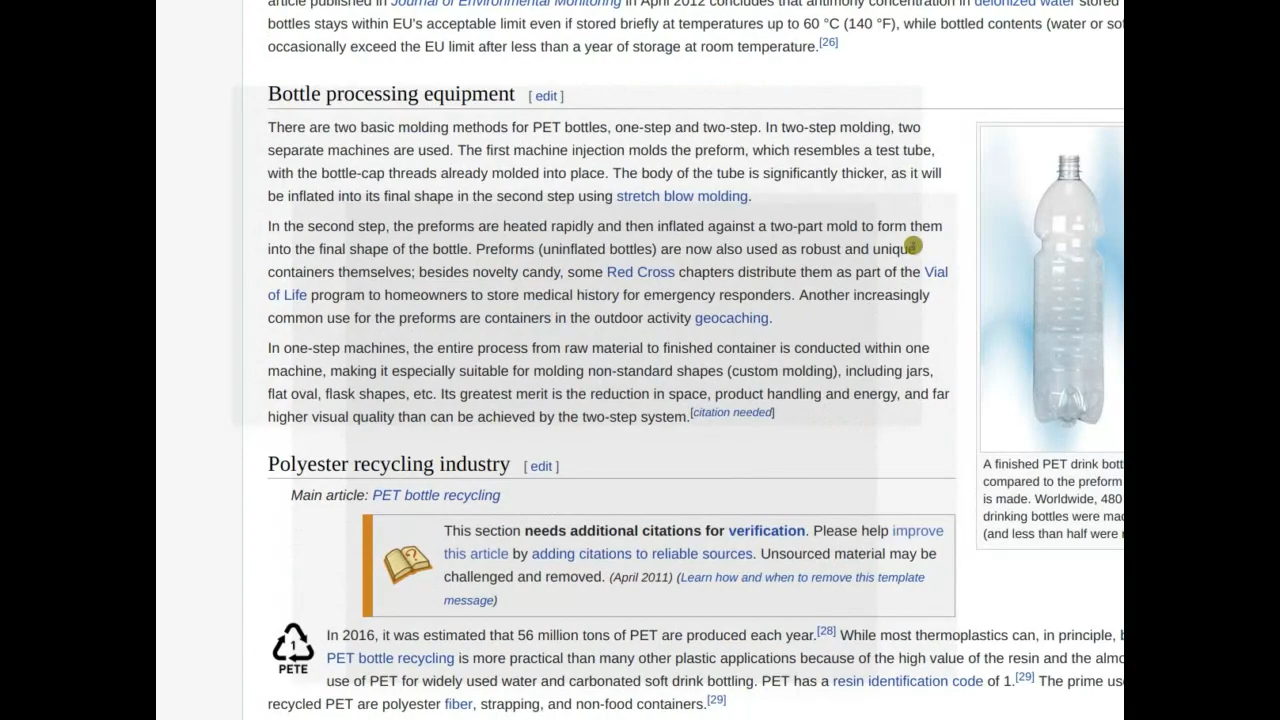 article published in Journal of Environmental Monitoring in April 2012 concludes that antimony concentration in deionized water stored
bottles stays within EU's acceptable limit even if stored briefly at temperatures up to 60 °C (140 °F), while bottled contents (water or
occasionally exceed the EU limit after less than a year of storage at room temperature.[26]
Bottle processing equipment [ edit ]
There are two basic molding methods for PET bottles, one-step and two-step. In two-step molding, two
separate machines are used. The first machine injection molds the preform, which resembles a test tube,
with the bottle-cap threads already molded into place. The body of the tube is significantly thicker, as it will
be inflated into its final shape in the second step using stretch blow molding.
In the second step, the preforms are heated rapidly and then inflated against a two-part mold to form them
into the final shape of the bottle. Preforms (uninflated bottles) are now also used as robust and unique
containers themselves; besides novelty candy, some Red Cross chapters distribute them as part of the Vial
of Life program to homeowners to store medical history for emergency responders. Another increasingly
common use for the preforms are containers in the outdoor activity geocaching.
In one-step machines, the entire process from raw material to finished container is conducted within one
machine, making it especially suitable for molding non-standard shapes (custom molding), including jars,
flat oval, flask shapes, etc. Its greatest merit is the reduction in space, product handling and energy, and far
higher visual quality than can be achieved by the two-step system.[citation needed]
A finished PET drink
compared to the preform
is made. Worldwide, 480
drinking bottles were
(and less than half were
Polyester recycling industry [ edit ]
Main article: PET bottle recycling
This section needs additional citations for verification. Please help improve
this article by adding citations to reliable sources. Unsourced material may be
challenged and removed. (April 2011) (Learn how and when to remove this template
message)
1
PETE
In 2016, it was estimated that 56 million tons of PET are produced each year.[28] While most thermoplastics can, in principle,
PET bottle recycling is more practical than many other plastic applications because of the high value of the resin and the
use of PET for widely used water and carbonated soft drink bottling. PET has a resin identification code of 1.[29] The prime
recycled PET are polyester fiber, strapping, and non-food containers.[29]